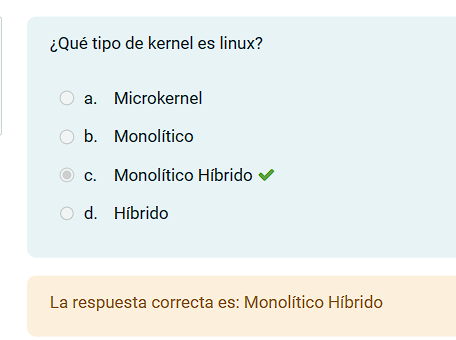 ¿Qué tipo de kernel es linux?
a. Microkernel
b. Monolítico
c. Monolítico Híbrido
d. Híbrido
La respuesta correcta es: Monolítico Híbrido